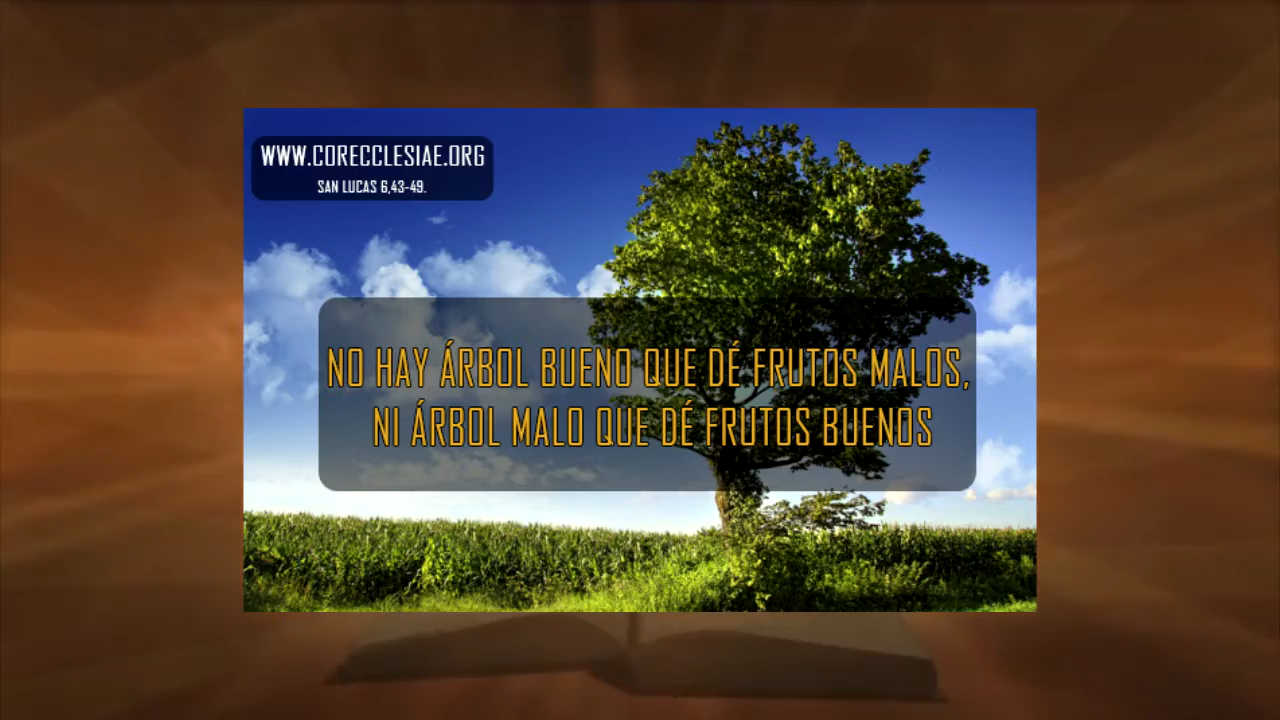 WWW.CORECCLESIAE.ORG
SAN LUCAS 6,43-49.
NO HAY ÁRBOL BUENO QUE DÉ FRUTOS MALOS,
NI ÁRBOL MALO QUE DÉ FRUTOS BUENOS